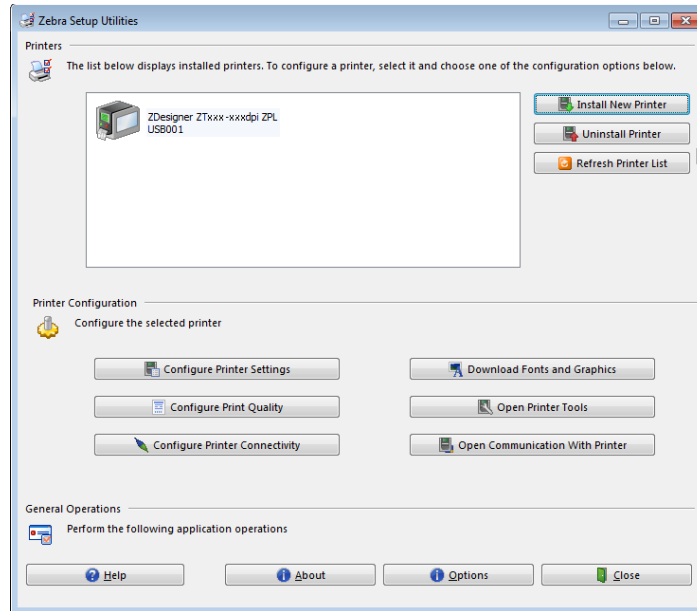 Zebra Setup Utilities
Printers
The list below displays installed printers. To configure a printer, select it and choose one of the configuration options below.
ZDesigner ZTxxx-xxxdpi ZPL
USB001
Install New Printer
Uninstall Printer
Refresh Printer List
Printer Configuration
Configure the selected printer
Configure Printer Settings
Download Fonts and Graphics
Configure Print Quality
Open Printer Tools
Configure Printer Connectivity
Open Communication With Printer
General Operations
Perform the following application operations
Help
About
Options
Close